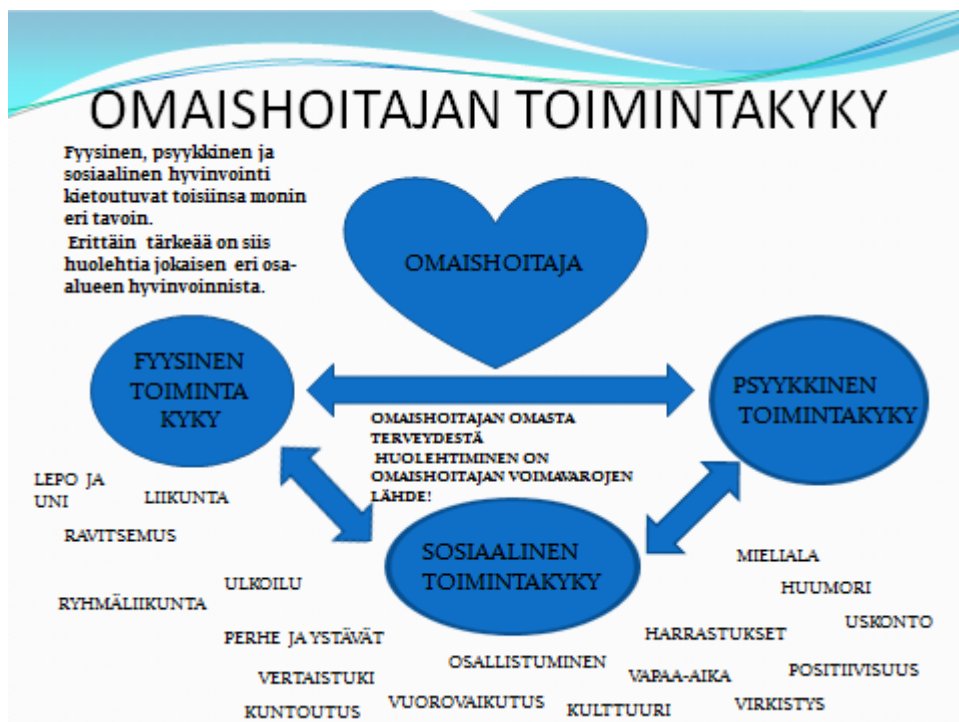 OMAISHOITAJAN TOIMINTAKYKY
Fyysinen, psyykkinen ja
sosiaalinen hyvinvointi
kietoutuvat toisiinsa monin
eri tavoin.
Erittäin tärkeää on siis
huolehtia jokaisen eri osa-
alueen hyvinvoinnista.
OMAISHOITAJA
FYYSINEN
TOIMINTA
KYKY
PSYYKKINEN
TOIMINTAKYKY
OMAISHOITAJAN OMASTA
TERVEYDESTÄ
HUOLEHTIMINEN ON
OMAISHOITAJAN VOIMAVAROJEN
LÄHDE!
SOSIAALINEN
TOIMINTAKYKY
LEPO JA
UNI
LIIKUNTA
RAVITSEMUS
ULKOILU
RYHMÄLIIKUNTA
PERHE JA YSTÄVÄT
VERTAISTUKI
KUNTOUTUS
OSALLISTUMINEN
VUOROVAIKUTUS
MIELIALA
HUUMORI
USKONTO
HARRASTUKSET
VAPAA-AIKA
POSITIIVISUUS
KULTTUURI
VIRKISTYS